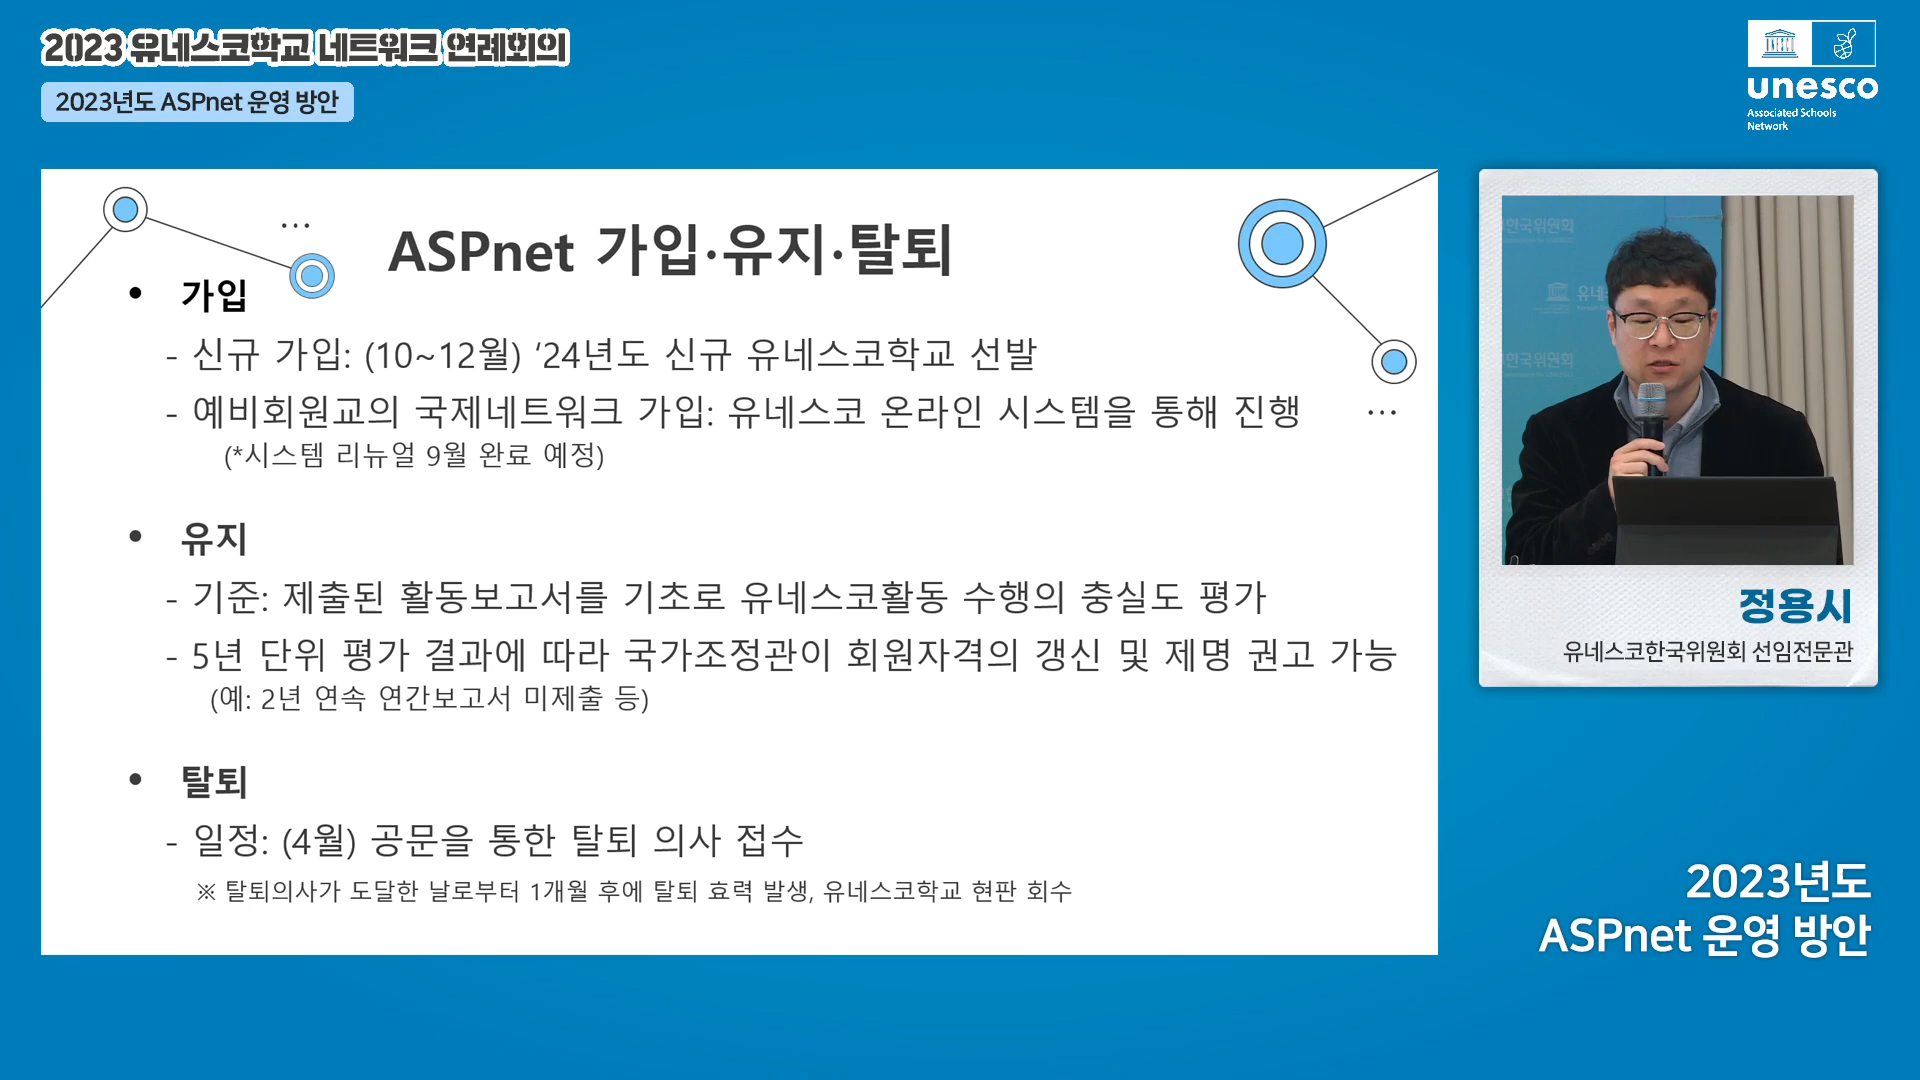 2023 유네스코학교 네트워크 연례회의
2023년도 ASPnet 운영 방안
unesco
Associated Schools
Network
ASPnet 가입·유지·탈퇴
• 가입
- 신규 가입: (10~12월) ‘24년도 신규 유네스코학교 선발
- 예비회원교의 국제네트워크 가입: 유네스코 온라인 시스템을 통해 진행
(*시스템 리뉴얼 9월 완료 예정)
• 유지
- 기준: 제출된 활동보고서를 기초로 유네스코활동 수행의 충실도 평가
- 5년 단위 평가 결과에 따라 국가조정관이 회원자격의 갱신 및 제명 권고 가능
(예: 2년 연속 연간보고서 미제출 등)
• 탈퇴
- 일정: (4월) 공문을 통한 탈퇴 의사 접수
※ 탈퇴의사가 도달한 날로부터 1개월 후에 탈퇴 효력 발생, 유네스코학교 현판 회수
한국위원회
유네
한국위원회
정용시
유네스코한국위원회 선임전문관
2023년도
ASPnet 운영 방안